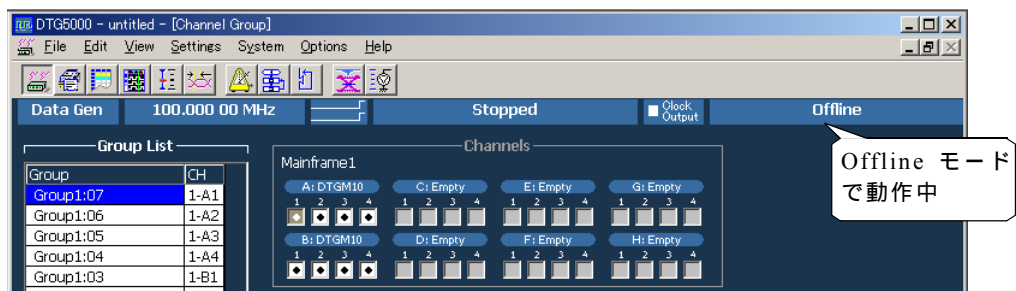 DTG5000 - untitled - [Channel Group]
File Edit View Settings System Options Help
Data Gen 100.000 00 MHz Stopped Clock Output Offline
Group List
Group CH
Group1:07 1-A1
Group1:06 1-A2
Group1:05 1-A3
Group1:04 1-A4
Group1:03 1-B1
Channels
Mainframe1
A: DTGM10 C: Empty E: Empty G: Empty
1 2 3 4 1 2 3 4 1 2 3 4 1 2 3 4
B: DTGM10 D: Empty F: Empty H: Empty
1 2 3 4 1 2 3 4 1 2 3 4 1 2 3 4
Offline モード
で動作中